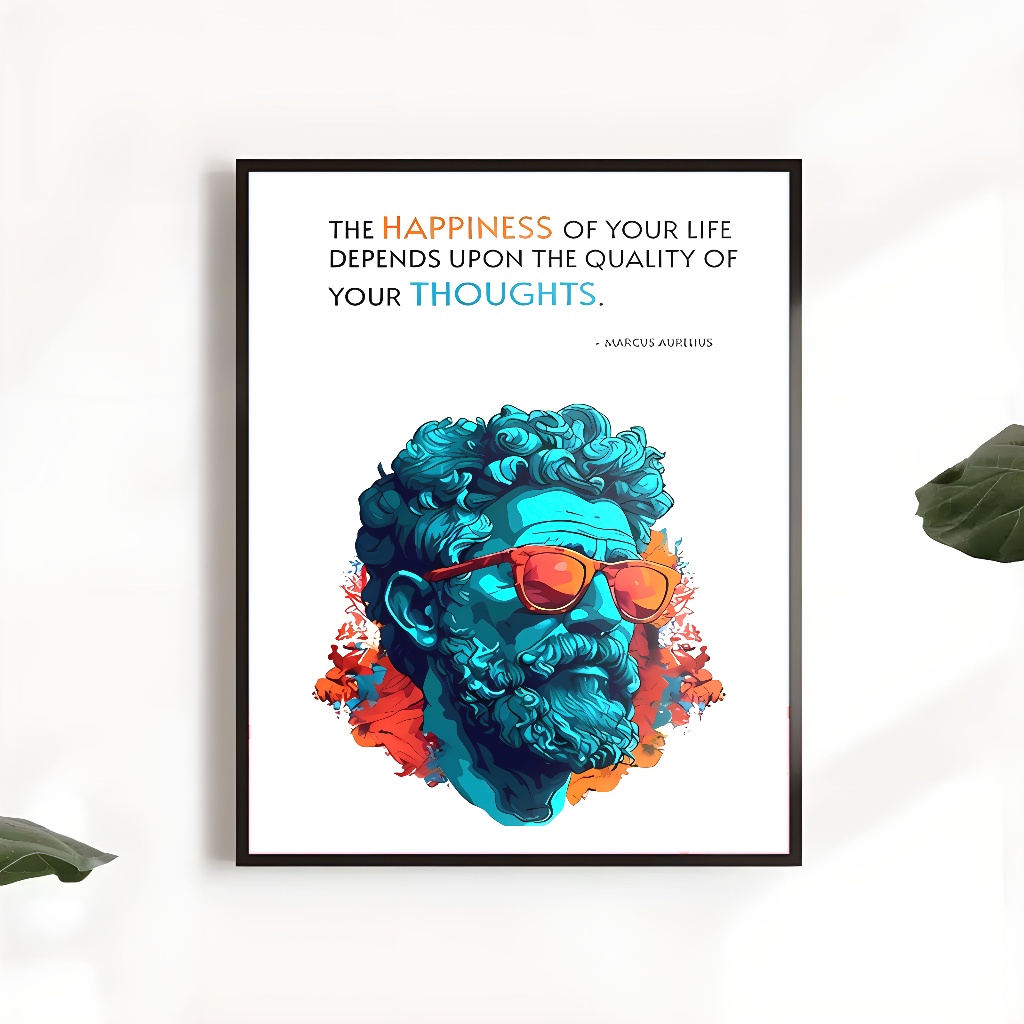 THE HAPPINESS OF YOUR LIFE
DEPENDS UPON THE QUALITY OF
YOUR THOUGHTS.
- MARCUS AURELIUS